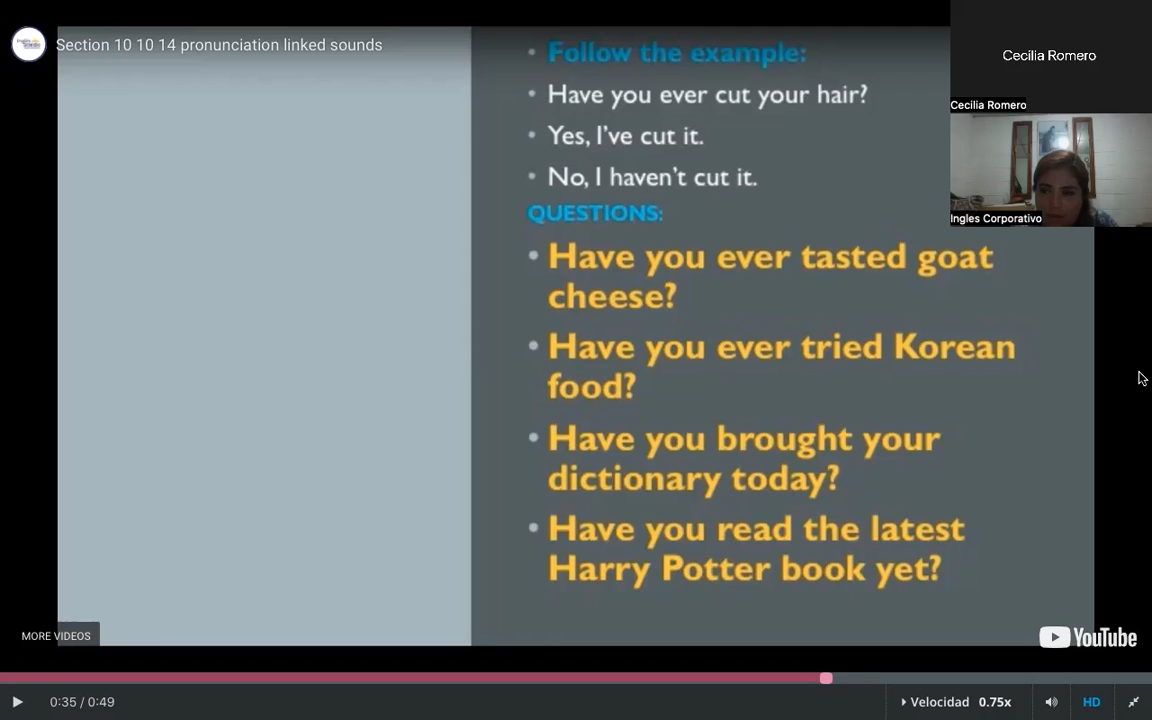 Section 10 10 14 pronunciation linked sounds
Cecilia Romero
Cecilia Romero
Ingles Corporativo
• Follow the example:
• Have you ever cut your hair?
• Yes, I've cut it.
• No, I haven't cut it.
QUESTIONS:
• Have you ever tasted goat
cheese?
• Have you ever tried Korean
food?
• Have you brought your
dictionary today?
• Have you read the latest
Harry Potter book yet?
MORE VIDEOS
YouTube
0:35 / 0:49
Velocidad 0.75x
HD